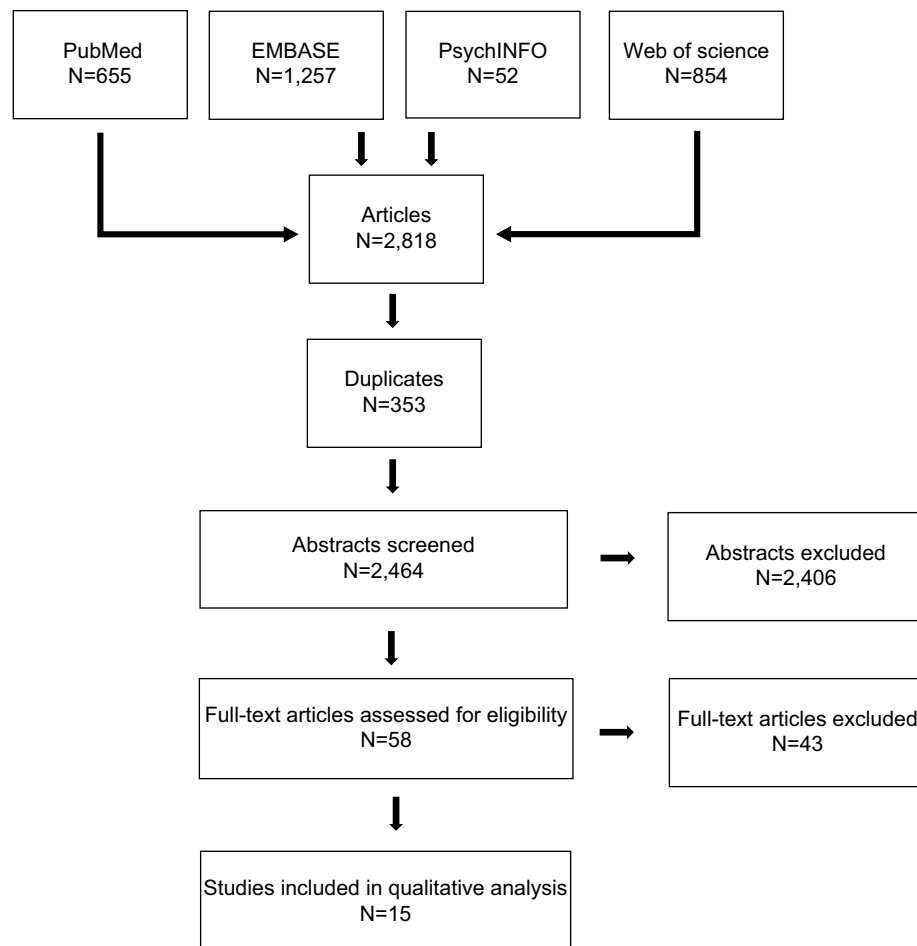 PubMed
N=655
EMBASE
N=1,257
PsychINFO
N=52
Web of science
N=854
Articles
N=2,818
Duplicates
N=353
Abstracts screened
N=2,464
Abstracts excluded
N=2,406
Full-text articles assessed for eligibility
N=58
Full-text articles excluded
N=43
Studies included in qualitative analysis
N=15